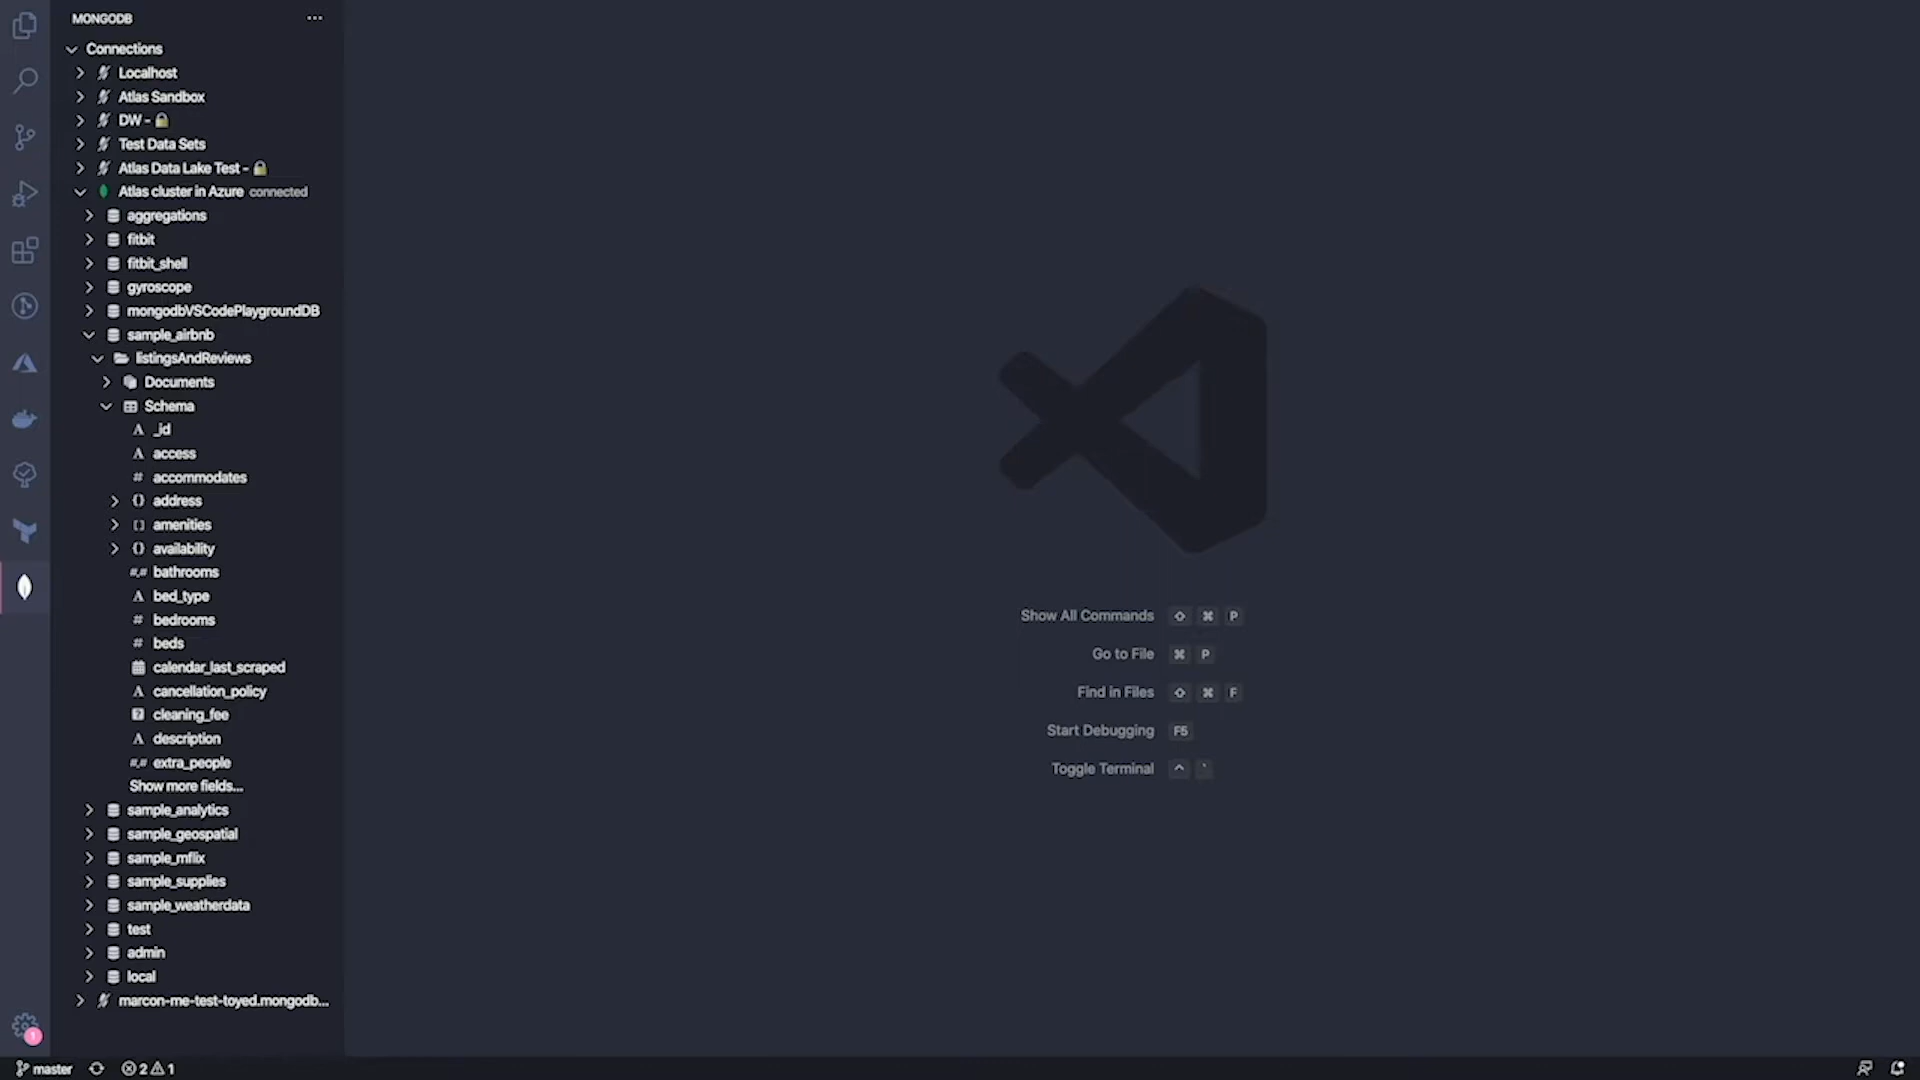 MONGODB
Connections
Localhost
Atlas Sandbox
DW - 🔒
Test Data Sets
Atlas Data Lake Test - 🔒
Atlas cluster in Azure connected
aggregations
fitbit
fitbit_shell
gyroscope
mongodbVSCodePlaygroundDB
sample_airbnb
listingsAndReviews
Documents
Schema
A _id
A access
# accommodates
{} address
[] amenities
{} availability
#.# bathrooms
A bed_type
# bedrooms
# beds
calendar_last_scraped
A cancellation_policy
? cleaning_fee
A description
#.# extra_people
Show more fields...
sample_analytics
sample_geospatial
sample_mflix
sample_supplies
sample_weatherdata
test
admin
local
marcon-me-test-toyed.mongodb...
Show All Commands ⇧ ⌘ P
Go to File ⌘ P
Find in Files ⇧ ⌘ F
Start Debugging F5
Toggle Terminal ^ `
1
master 2 1